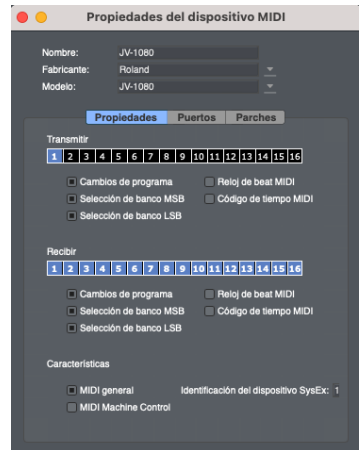 Propiedades del dispositivo MIDI
Nombre: JV-1080
Fabricante: Roland
Modelo: JV-1080
Propiedades Puertos Parches
Transmitir
1 2 3 4 5 6 7 8 9 10 11 12 13 14 15 16
Cambios de programa Reloj de beat MIDI
Selección de banco MSB Código de tiempo MIDI
Selección de banco LSB
Recibir
1 2 3 4 5 6 7 8 9 10 11 12 13 14 15 16
Cambios de programa Reloj de beat MIDI
Selección de banco MSB Código de tiempo MIDI
Selección de banco LSB
Características
MIDI general Identificación del dispositivo SysEx: 1
MIDI Machine Control